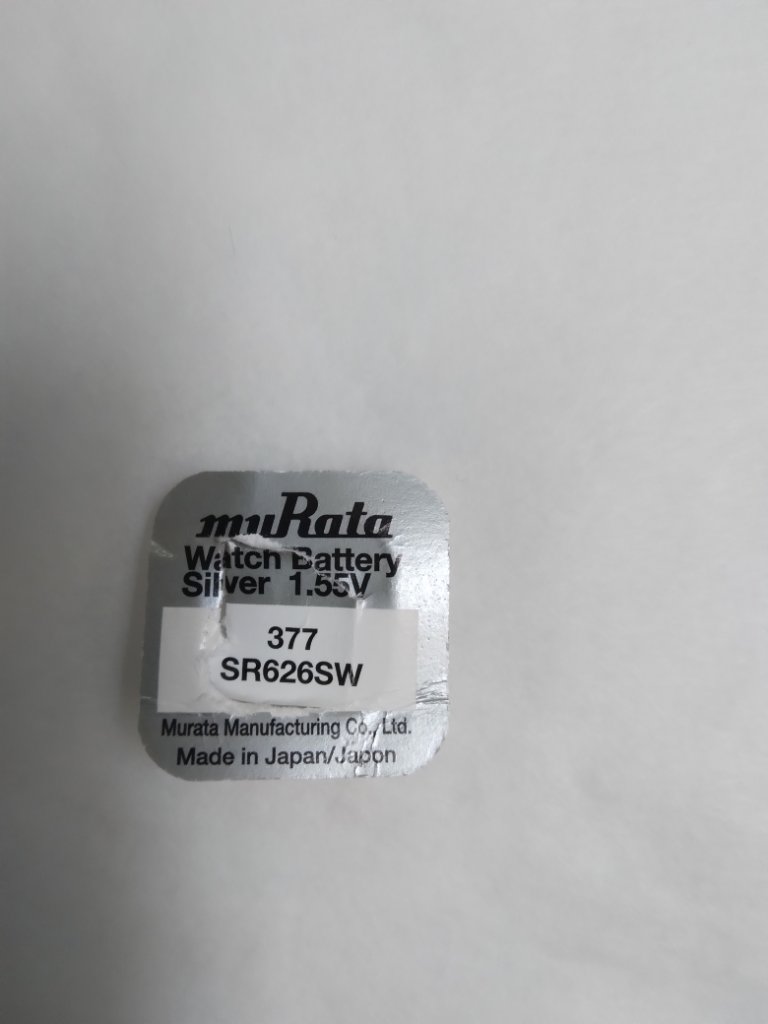 muRata
Watch Battery
Silver 1.55V
377
SR626SW
Murata Manufacturing Co., Ltd.
Made in Japan/Japon